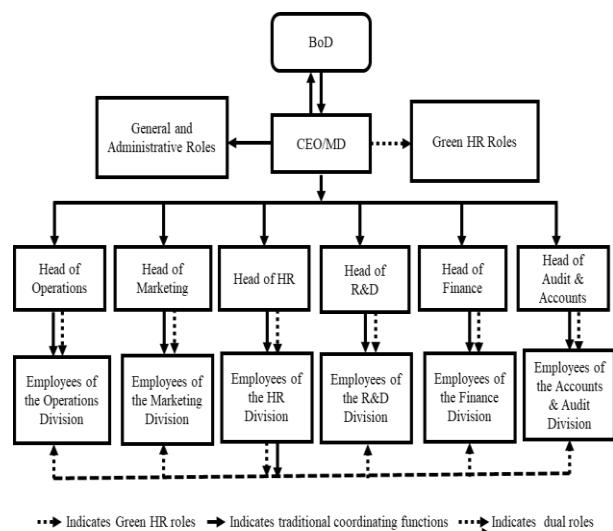 BoD
General and
Administrative Roles
CEO/MD
Green HR Roles
Head of
Operations
Head of
Marketing
Head of HR
Head of
R&D
Head of
Finance
Head of
Audit &
Accounts
Employees of
the Operations
Division
Employees of
the Marketing
Division
Employees of
the HR
Division
Employees of
the R&D
Division
Employees of
the Finance
Division
Employees of
the Accounts
& Audit
Division
Indicates Green HR roles
Indicates traditional coordinating functions
Indicates dual roles